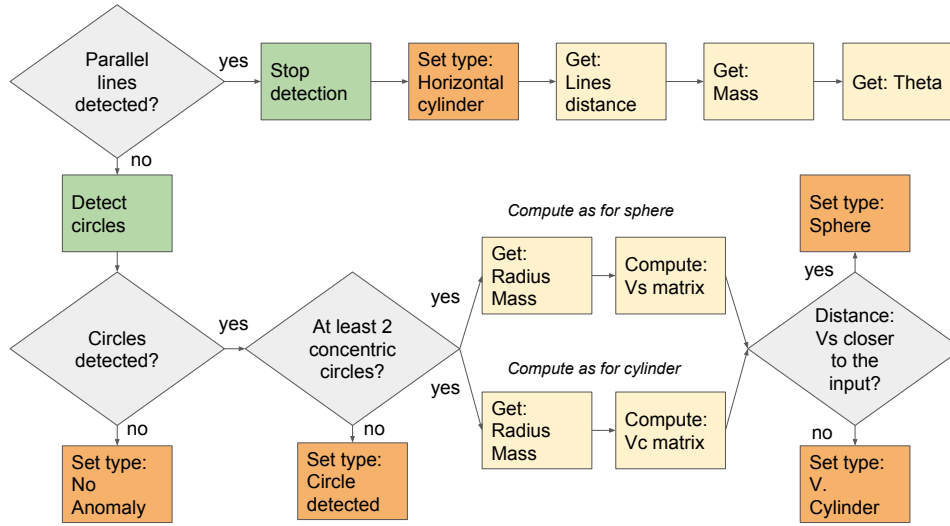 Parallel
lines
detected?
yes
Stop
detection
Set type:
Horizontal
cylinder
Get:
Lines
distance
Get:
Mass
Get: Theta
no
Detect
circles
Circles
detected?
yes
no
Set type:
No
Anomaly
At least 2
concentric
circles?
no
Set type:
Circle
detected
yes
yes
Compute as for sphere
Get:
Radius
Mass
Compute:
Vs matrix
Compute as for cylinder
Get:
Radius
Mass
Compute:
Vc matrix
Set type:
Sphere
yes
Distance:
Vs closer
to the
input?
no
Set type:
V.
Cylinder